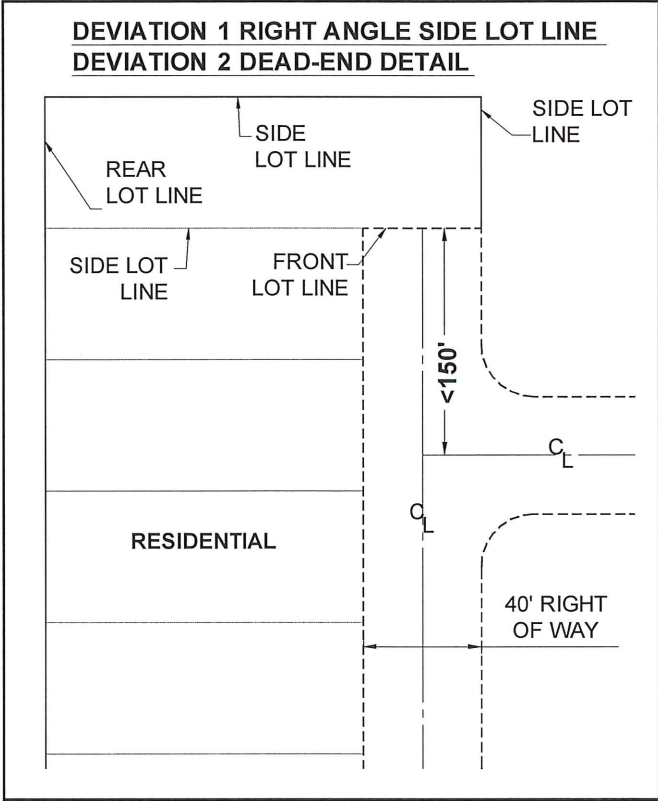 DEVIATION 1 RIGHT ANGLE SIDE LOT LINE
DEVIATION 2 DEAD-END DETAIL
SIDE LOT
LINE
SIDE
LOT LINE
REAR
LOT LINE
SIDE LOT
LINE
FRONT
LOT LINE
<150'
CL
CL
RESIDENTIAL
40' RIGHT
OF WAY